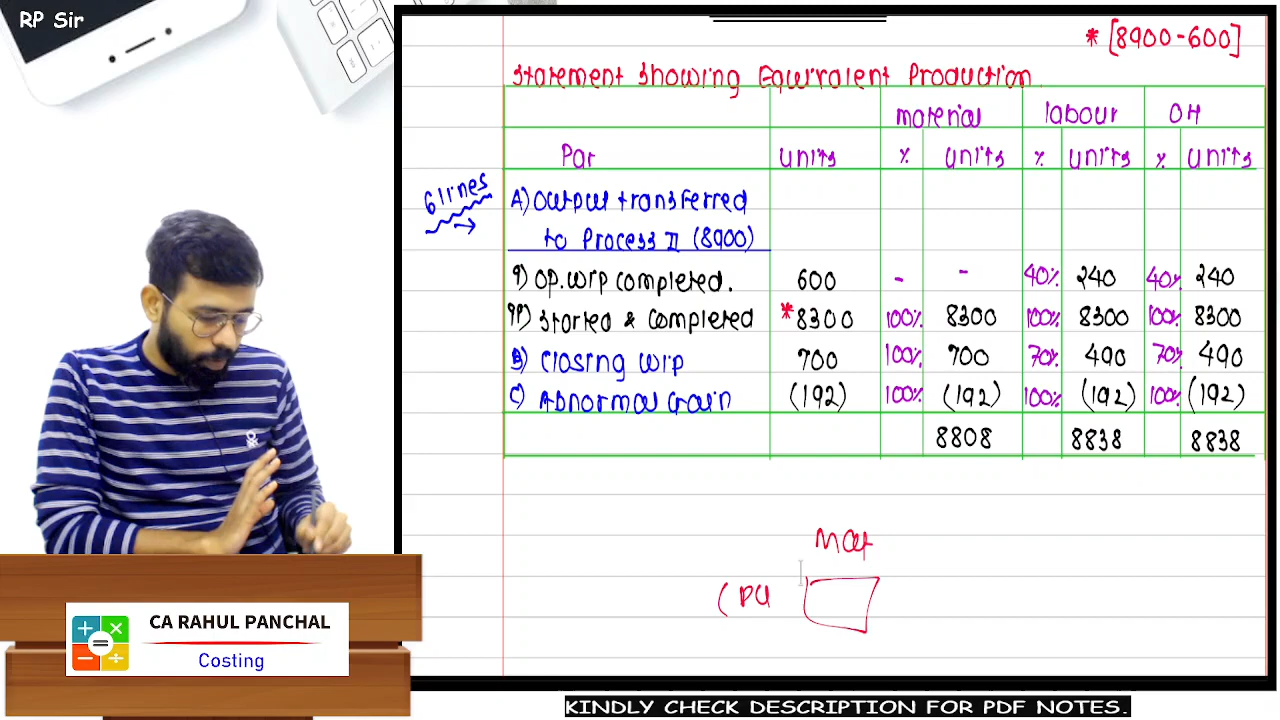 RP Sir
* [8900-600]
Statement Showing Equivalent Production
material labour OH
Par units % units % units % units
6 lines
A) Output transferred
to Process II (8900)
i) OP.WIP completed. 600 - - 40% 240 40% 240
ii) Started & Completed *8300 100% 8300 100% 8300 100% 8300
B) Closing WIP 700 100% 700 70% 490 70% 490
C) Abnormal Gain (192) 100% (192) 100% (192) 100% (192)
8808 8838 8838
Mat
( PU
CA RAHUL PANCHAL
Costing
KINDLY CHECK DESCRIPTION FOR PDF NOTES.